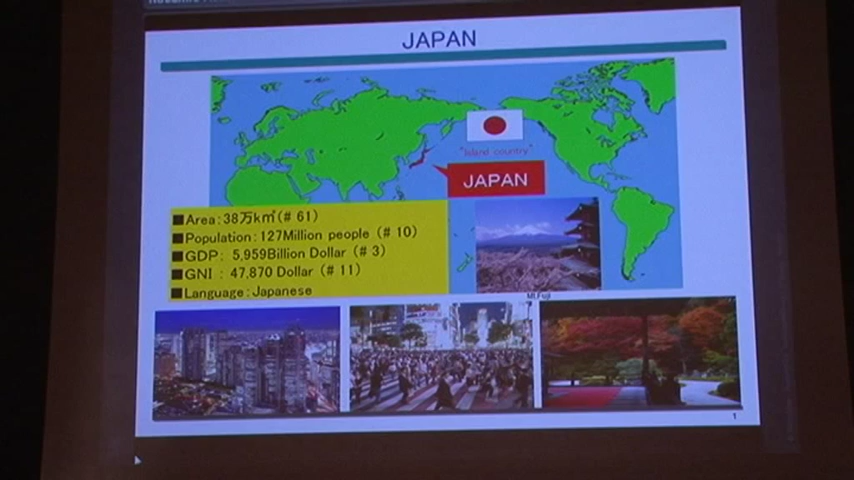 JAPAN
"Island country"
JAPAN
■Area:38万k㎡(# 61)
■Population:127Million people (# 10)
■GDP: 5,959Billion Dollar (# 3)
■GNI : 47,870 Dollar (# 11)
■Language:Japanese
Mt.Fuji
1